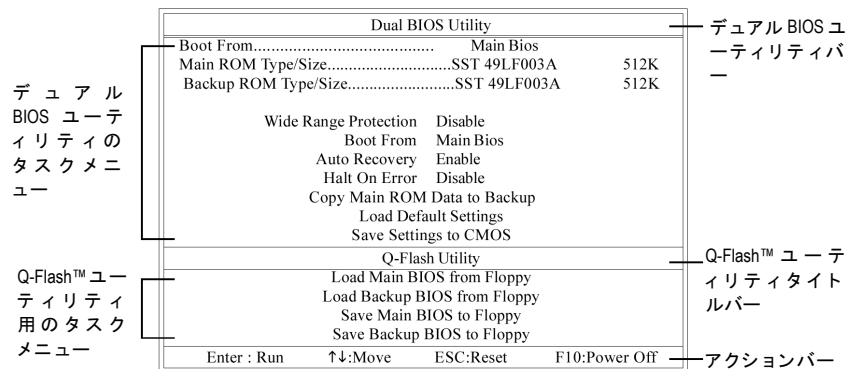 Dual BIOS Utility
Boot From................................. Main Bios
Main ROM Type/Size.........................SST 49LF003A 512K
Backup ROM Type/Size.........................SST 49LF003A 512K
Wide Range Protection Disable
Boot From Main Bios
Auto Recovery Enable
Halt On Error Disable
Copy Main ROM Data to Backup
Load Default Settings
Save Settings to CMOS
Q-Flash Utility
Load Main BIOS from Floppy
Load Backup BIOS from Floppy
Save Main BIOS to Floppy
Save Backup BIOS to Floppy
Enter : Run ↑↓:Move ESC:Reset F10:Power Off
デュアル
BIOS ユーテ
ィリティの
タスクメニ
ュー
Q-Flash™ ユー
ティリティ
用のタスク
メニュー
デュアル BIOS ユ
ーティリティバ
ー
Q-Flash™ ユーテ
ィリティタイト
ルバー
アクションバー